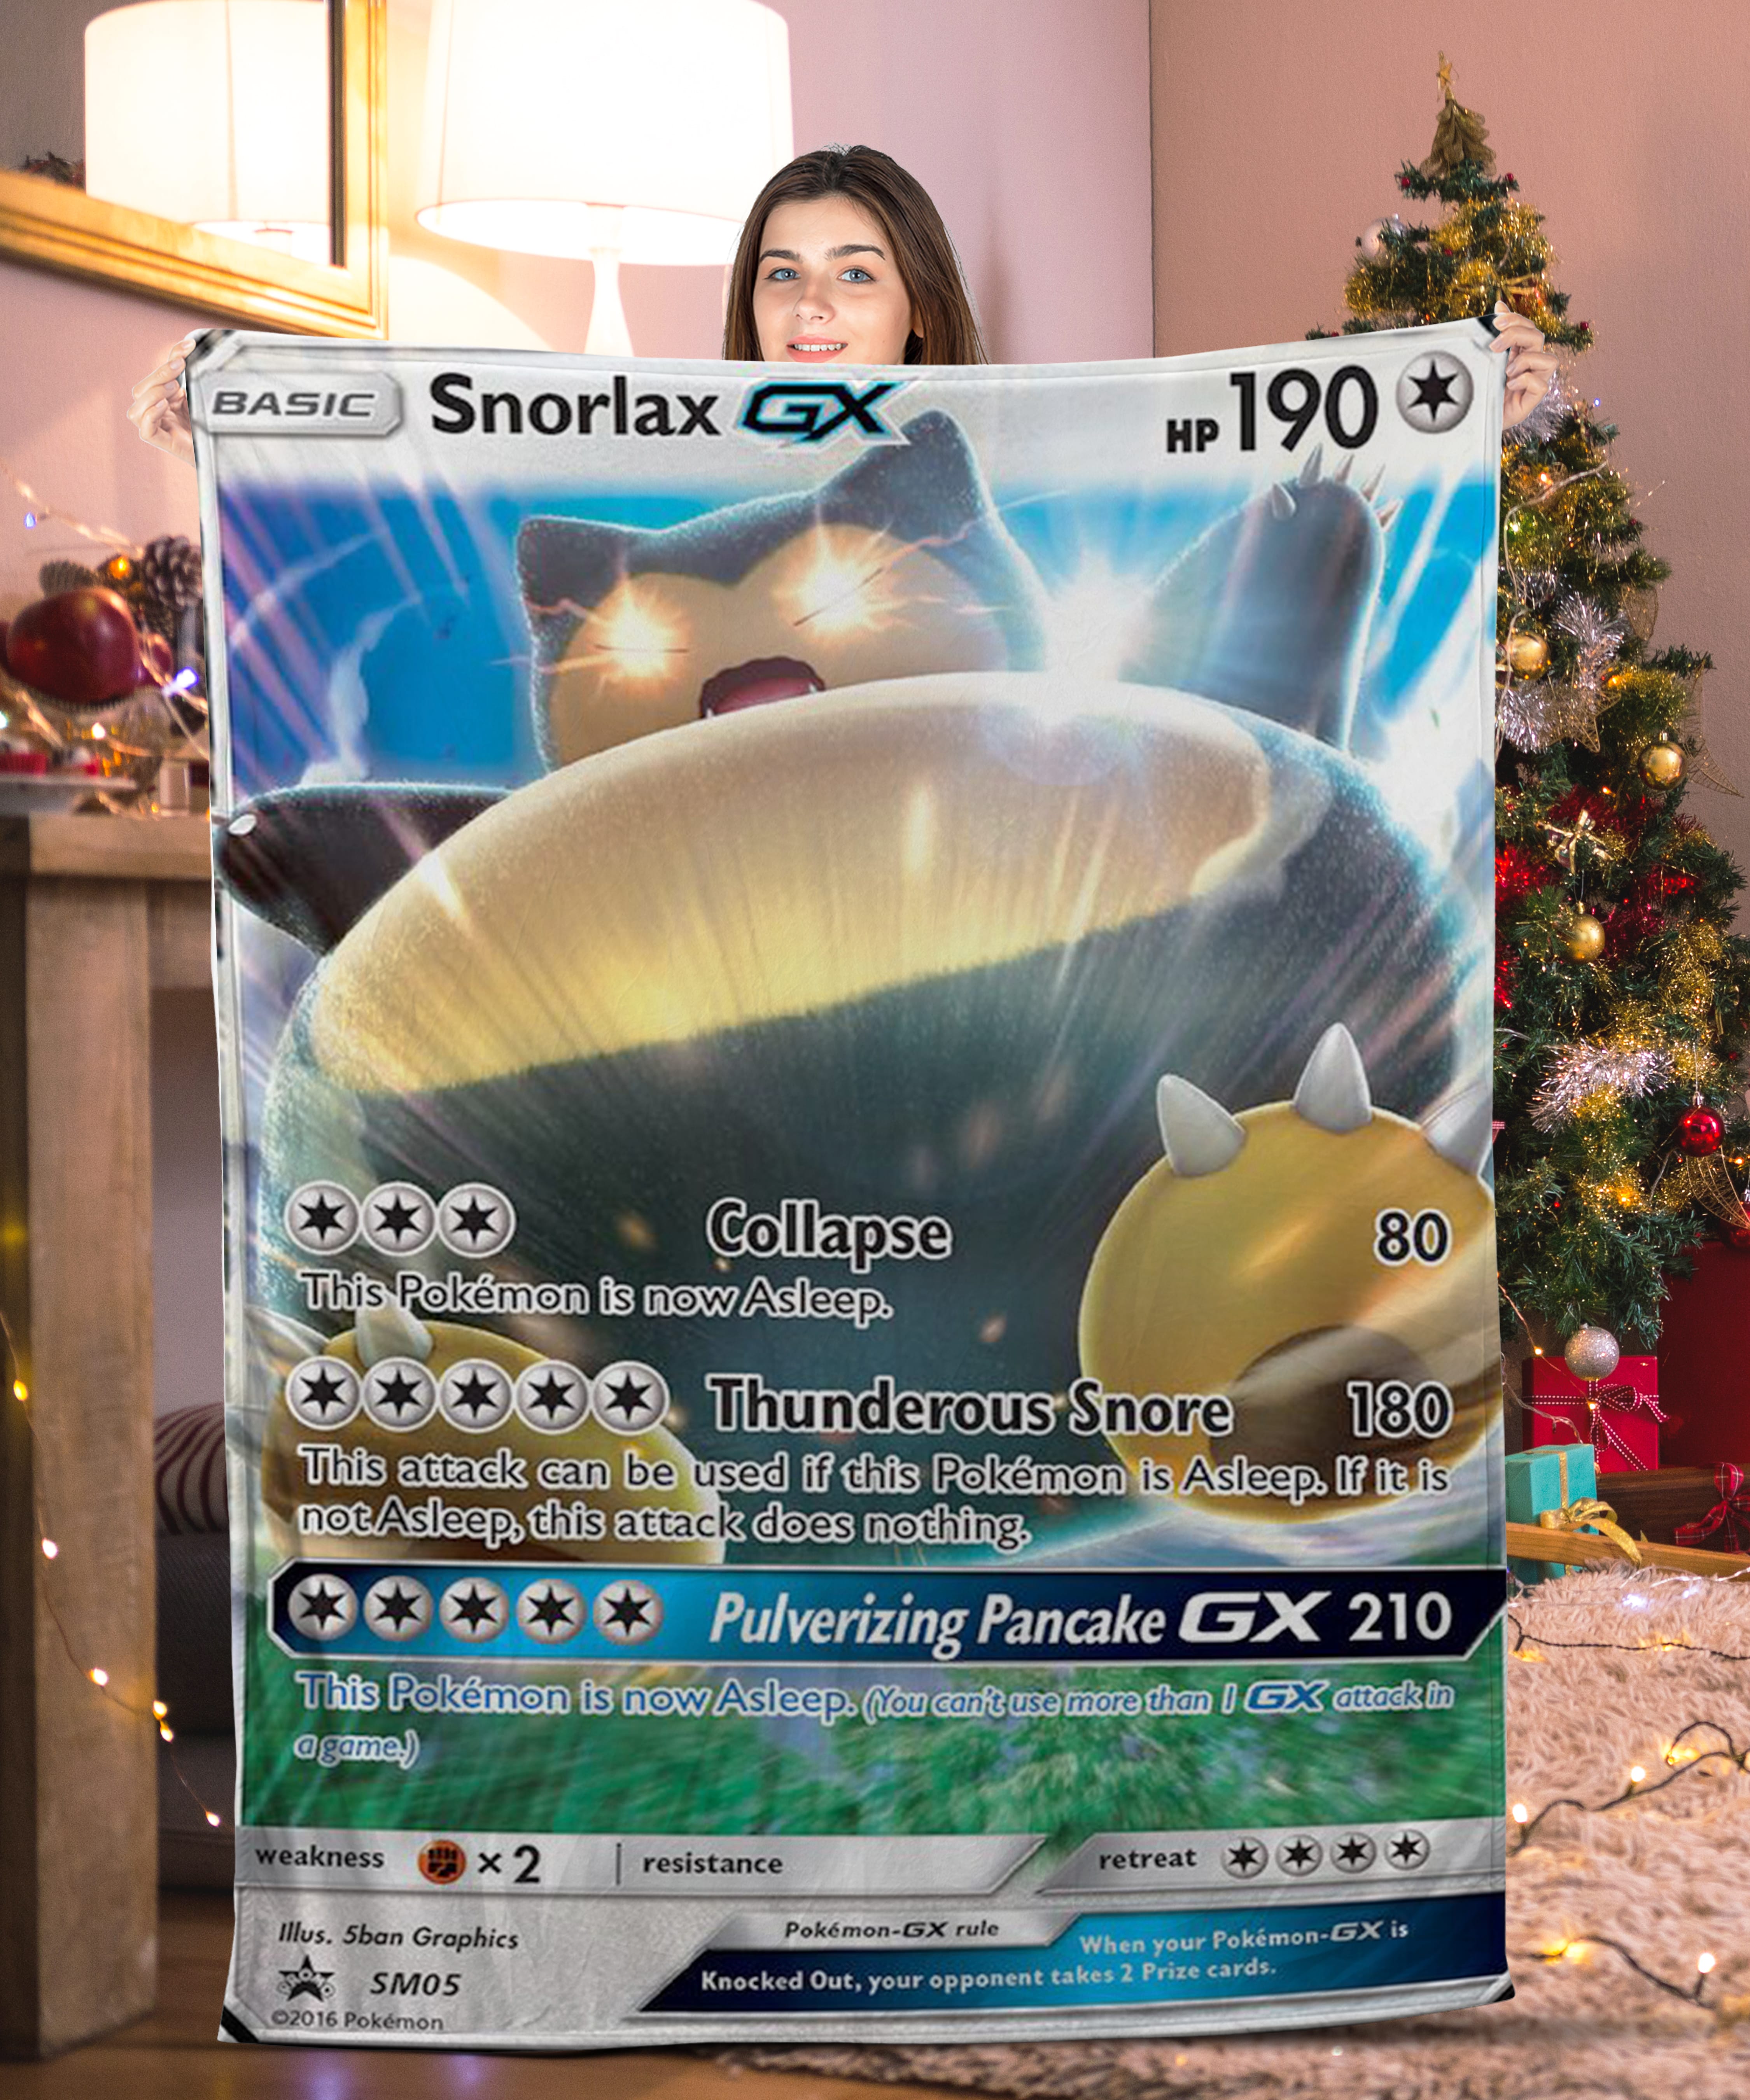 BASIC Snorlax GX HP 190
Collapse 80
This Pokémon is now Asleep.
Thunderous Snore 180
This attack can be used if this Pokémon is Asleep. If it is
not Asleep, this attack does nothing.
Pulverizing Pancake GX 210
This Pokémon is now Asleep. (You can't use more than 1 GX attack in
a game.)
weakness × 2 resistance retreat
Illus. 5ban Graphics
Pokémon-GX rule
When your Pokémon-GX is
Knocked Out, your opponent takes 2 Prize cards.
PROMO SM05
©2016 Pokémon